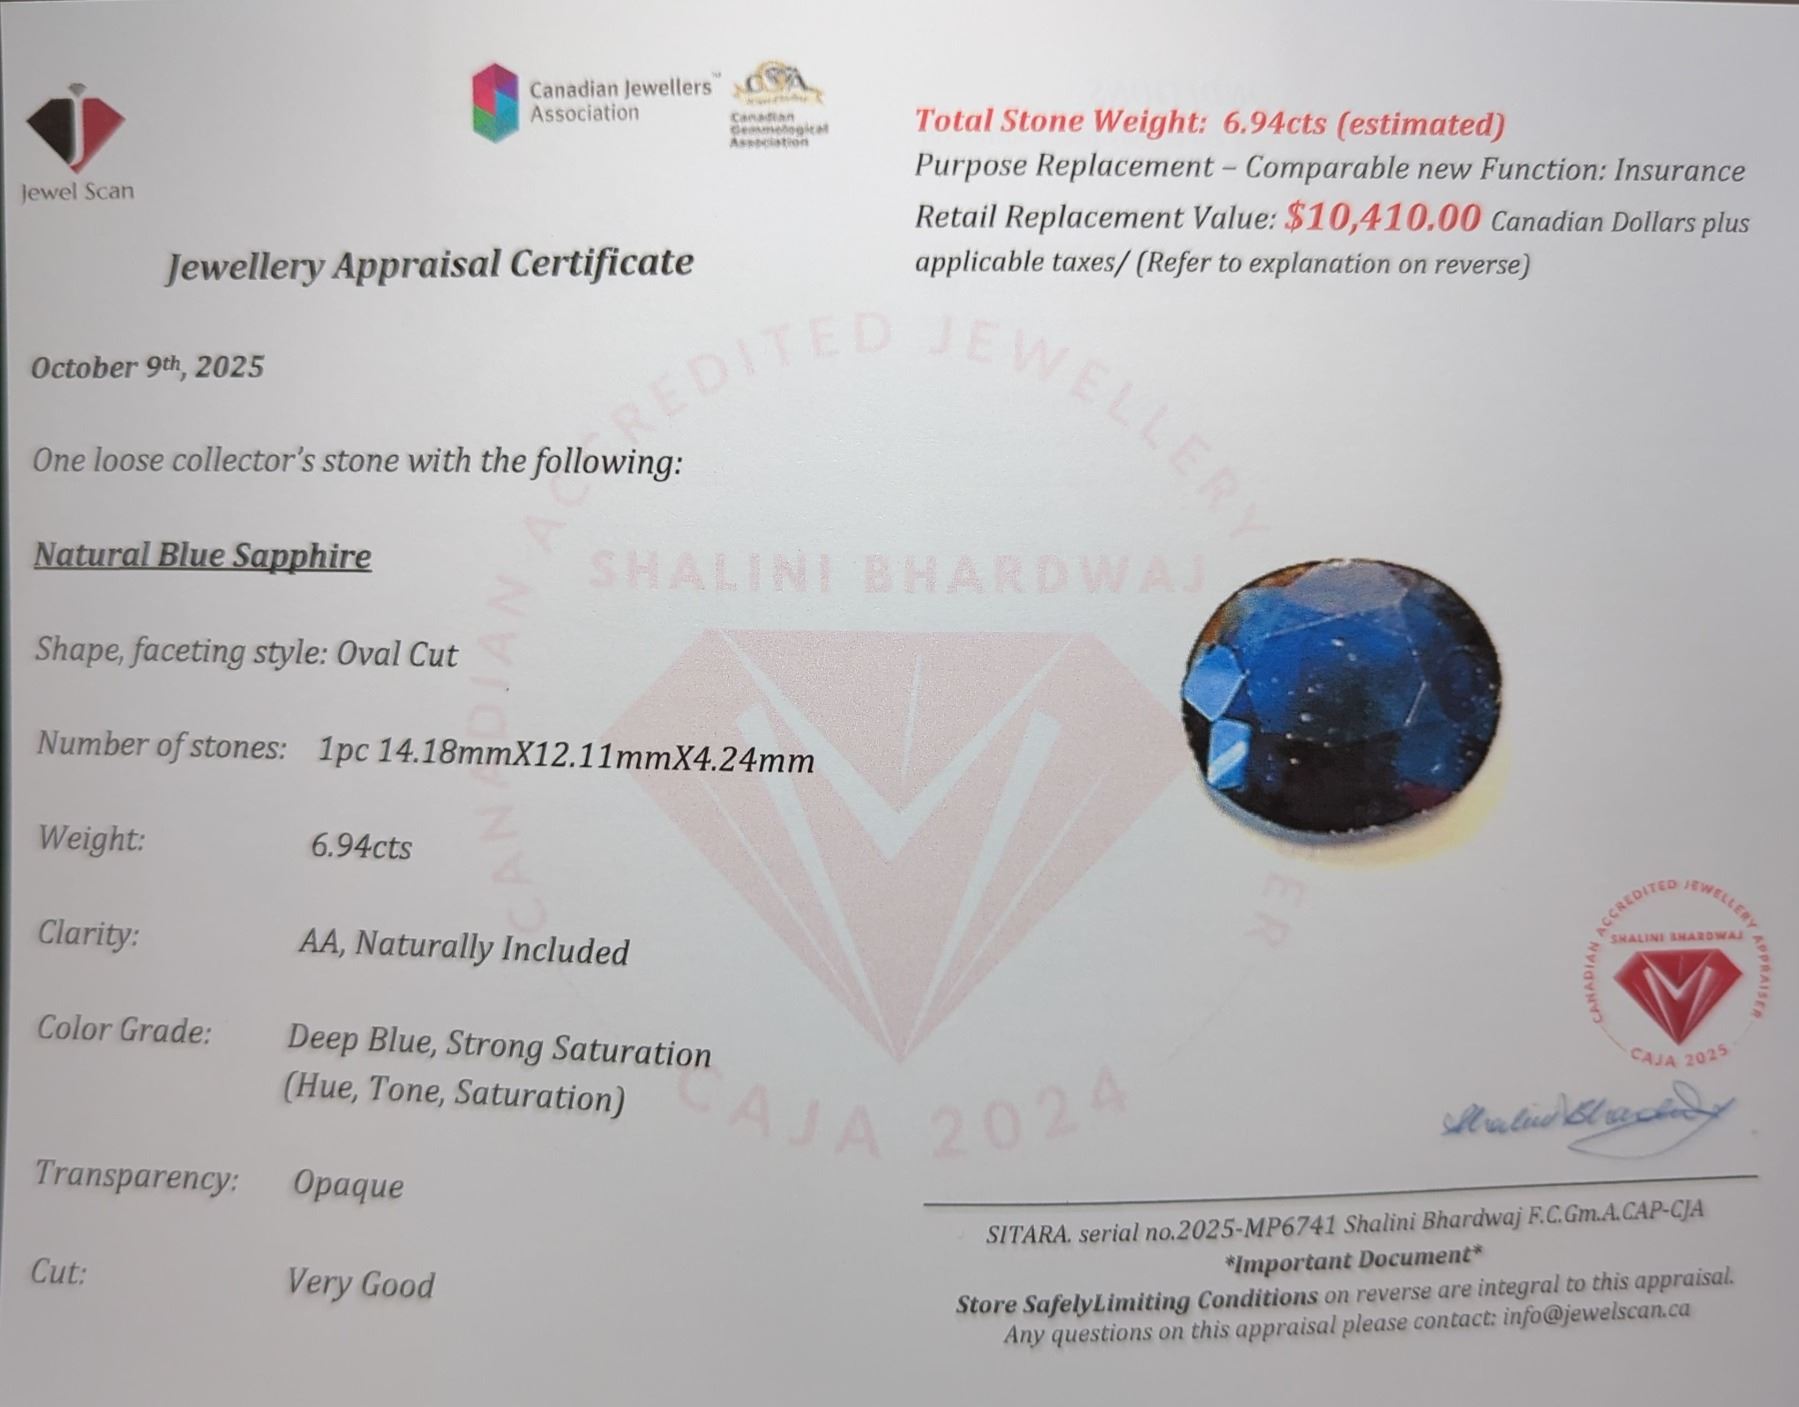 Jewel Scan
Canadian Jewellers™
Association
CGA
Canadian
Gemmological
Association
Total Stone Weight: 6.94cts (estimated)
Purpose Replacement – Comparable new Function: Insurance
Retail Replacement Value: $10,410.00 Canadian Dollars plus
applicable taxes/ (Refer to explanation on reverse)
Jewellery Appraisal Certificate
October 9th, 2025
One loose collector's stone with the following:
Natural Blue Sapphire
Shape, faceting style: Oval Cut
Number of stones: 1pc 14.18mmX12.11mmX4.24mm
Weight: 6.94cts
Clarity: AA, Naturally Included
Color Grade: Deep Blue, Strong Saturation
(Hue, Tone, Saturation)
Transparency: Opaque
Cut: Very Good
CANADIAN ACCREDITED JEWELLERY ER
SHALINI BHARDWAJ
CAJA 2024
CANADIAN ACCREDITED JEWELLERY APPRAISER
SHALINI BHARDWAJ
CAJA 2025
Shalini Bhardwaj
SITARA. serial no.2025-MP6741 Shalini Bhardwaj F.C.Gm.A.CAP-CJA
*Important Document*
Store SafelyLimiting Conditions on reverse are integral to this appraisal.
Any questions on this appraisal please contact: info@jewelscan.ca